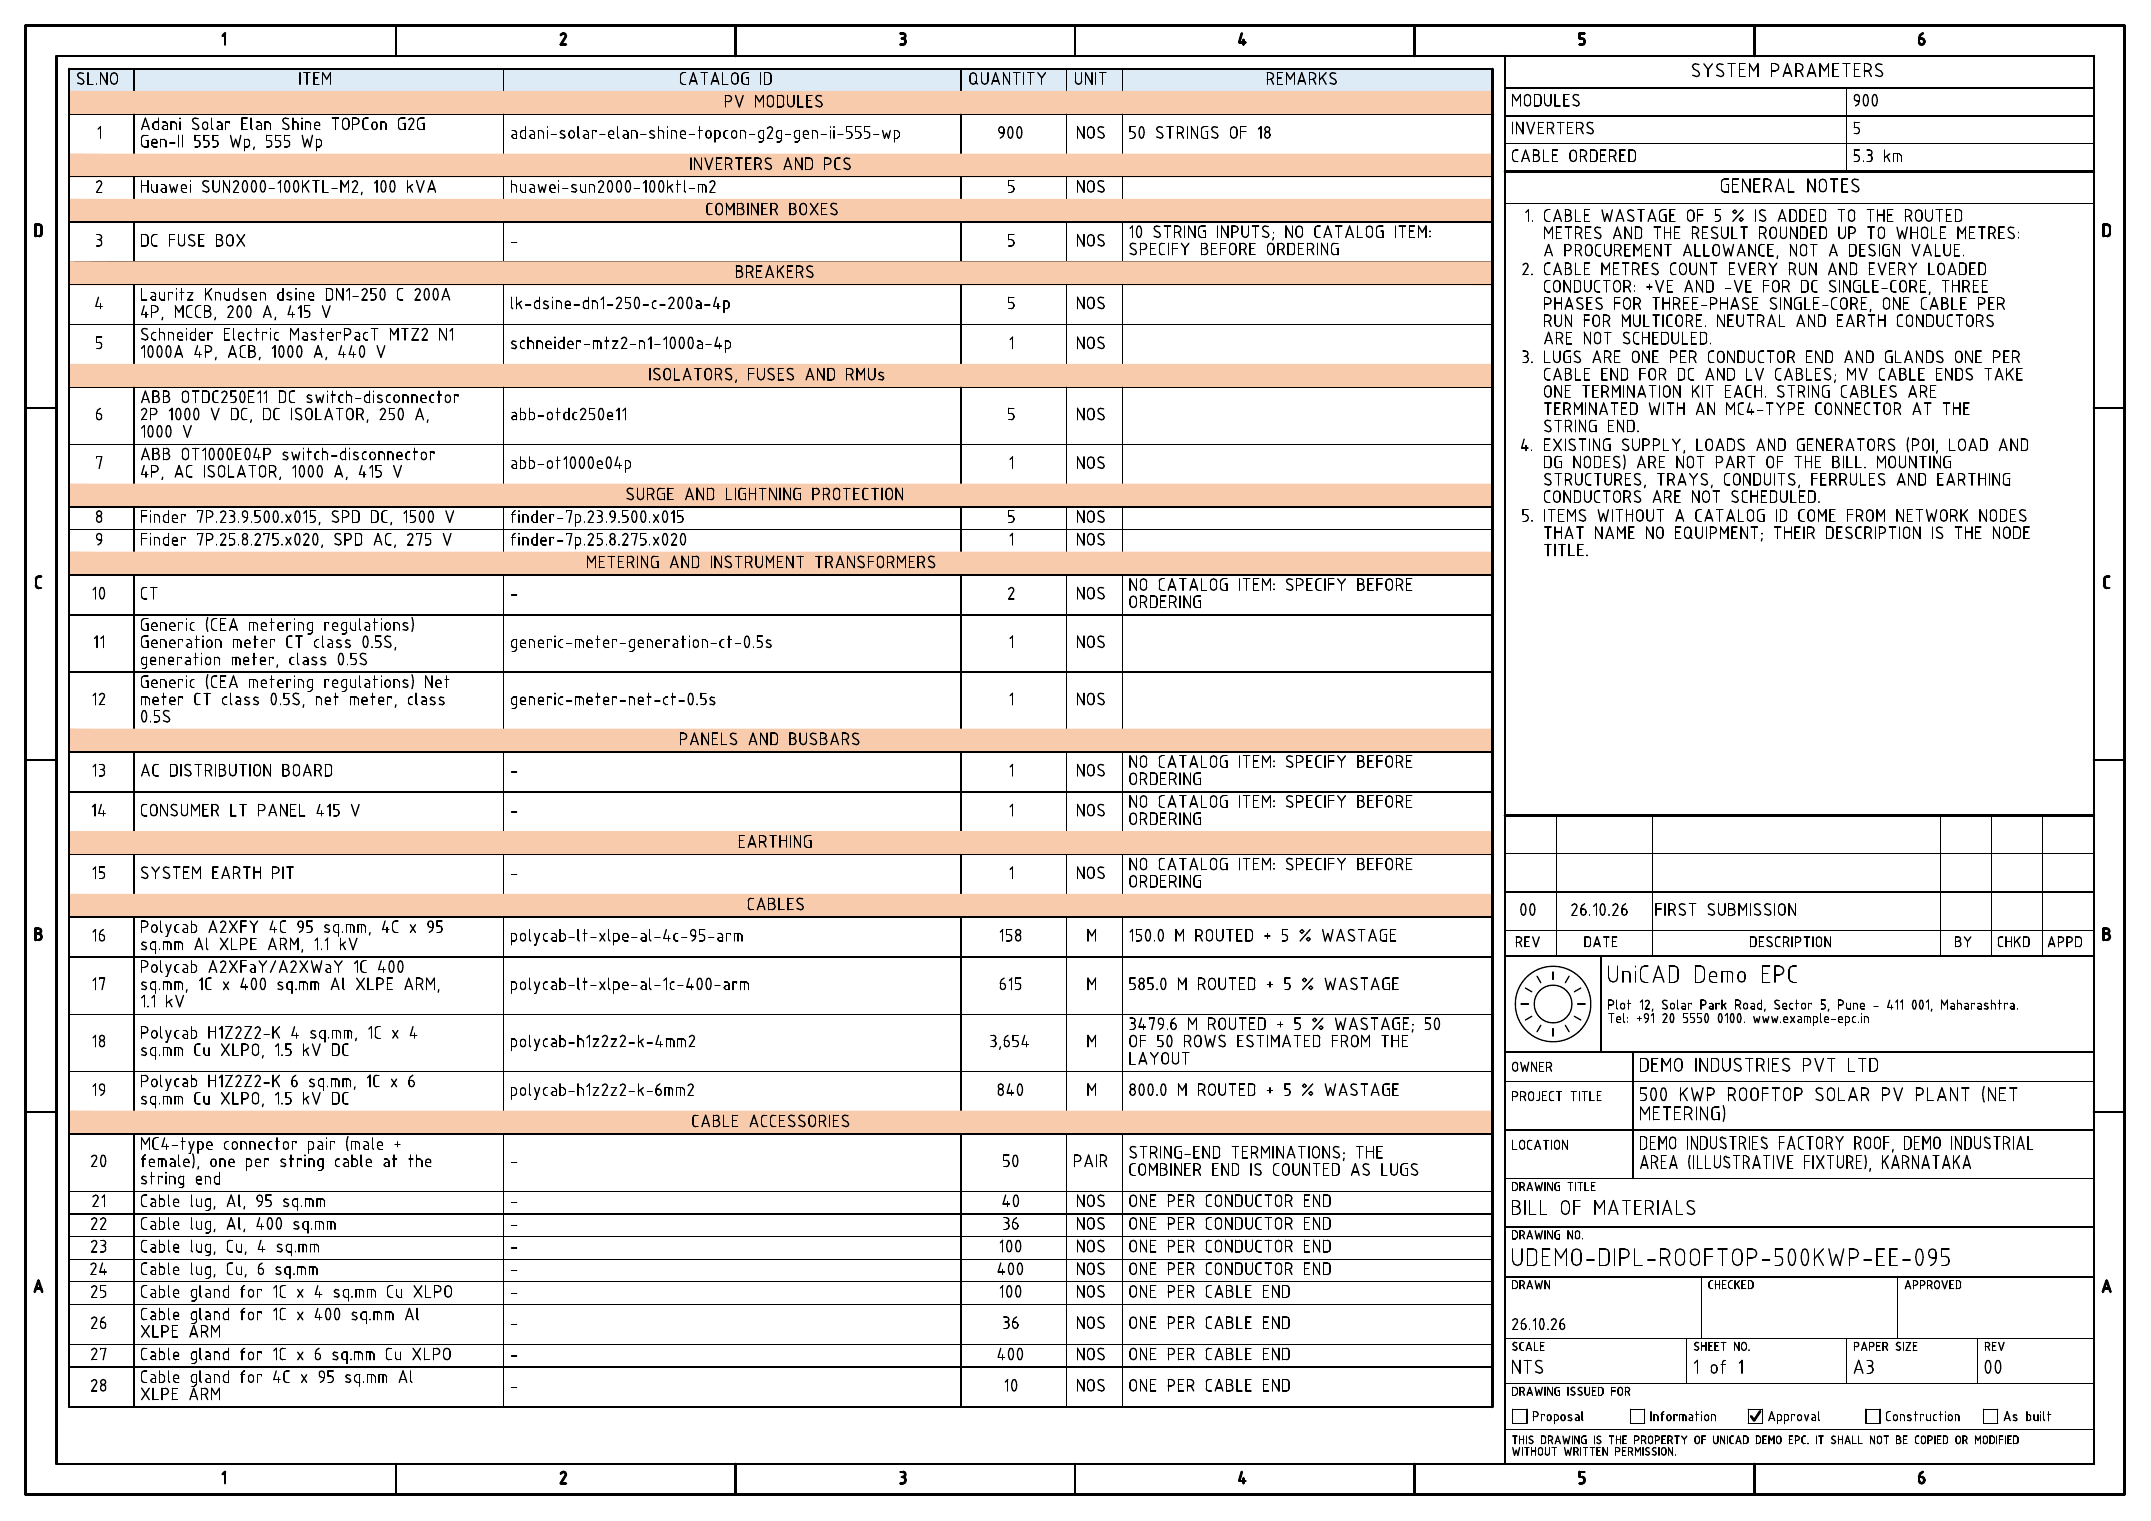 1 2 3 4 5 6
SL.NO ITEM CATALOG ID QUANTITY UNIT REMARKS
PV MODULES
1 Adani Solar Elan Shine TOPCon G2G Gen-II 555 Wp, 555 Wp adani-solar-elan-shine-topcon-g2g-gen-ii-555-wp 900 NOS 50 STRINGS OF 18
INVERTERS AND PCS
2 Huawei SUN2000-100KTL-M2, 100 kVA huawei-sun2000-100ktl-m2 5 NOS
COMBINER BOXES
3 DC FUSE BOX - 5 NOS 10 STRING INPUTS; NO CATALOG ITEM: SPECIFY BEFORE ORDERING
BREAKERS
4 Lauritz Knudsen dsine DN1-250 C 200A 4P, MCCB, 200 A, 415 V lk-dsine-dn1-250-c-200a-4p 5 NOS
5 Schneider Electric MasterPacT MTZ2 N1 1000A 4P, ACB, 1000 A, 440 V schneider-mtz2-n1-1000a-4p 1 NOS
ISOLATORS, FUSES AND RMUs
6 ABB OTDC250E11 DC switch-disconnector 2P 1000 V DC, DC ISOLATOR, 250 A, 1000 V abb-otdc250e11 5 NOS
7 ABB OT1000E04P switch-disconnector 4P, AC ISOLATOR, 1000 A, 415 V abb-ot1000e04p 1 NOS
SURGE AND LIGHTNING PROTECTION
8 Finder 7P.23.9.500.x015, SPD DC, 1500 V finder-7p.23.9.500.x015 5 NOS
9 Finder 7P.25.8.275.x020, SPD AC, 275 V finder-7p.25.8.275.x020 1 NOS
METERING AND INSTRUMENT TRANSFORMERS
10 CT - 2 NOS NO CATALOG ITEM: SPECIFY BEFORE ORDERING
11 Generic (CEA metering regulations) Generation meter CT class 0.5S, generation meter, class 0.5S generic-meter-generation-ct-0.5s 1 NOS
12 Generic (CEA metering regulations) Net meter CT class 0.5S, net meter, class 0.5S generic-meter-net-ct-0.5s 1 NOS
PANELS AND BUSBARS
13 AC DISTRIBUTION BOARD - 1 NOS NO CATALOG ITEM: SPECIFY BEFORE ORDERING
14 CONSUMER LT PANEL 415 V - 1 NOS NO CATALOG ITEM: SPECIFY BEFORE ORDERING
EARTHING
15 SYSTEM EARTH PIT - 1 NOS NO CATALOG ITEM: SPECIFY BEFORE ORDERING
CABLES
16 Polycab A2XFY 4C 95 sq.mm, 4C x 95 sq.mm Al XLPE ARM, 1.1 kV polycab-lt-xlpe-al-4c-95-arm 158 M 150.0 M ROUTED + 5 % WASTAGE
17 Polycab A2XFaY/A2XWaY 1C 400 sq.mm, 1C x 400 sq.mm Al XLPE ARM, 1.1 kV polycab-lt-xlpe-al-1c-400-arm 615 M 585.0 M ROUTED + 5 % WASTAGE
18 Polycab H1Z2Z2-K 4 sq.mm, 1C x 4 sq.mm Cu XLPO, 1.5 kV DC polycab-h1z2z2-k-4mm2 3,654 M 3479.6 M ROUTED + 5 % WASTAGE; 50 OF 50 ROWS ESTIMATED FROM THE LAYOUT
19 Polycab H1Z2Z2-K 6 sq.mm, 1C x 6 sq.mm Cu XLPO, 1.5 kV DC polycab-h1z2z2-k-6mm2 840 M 800.0 M ROUTED + 5 % WASTAGE
CABLE ACCESSORIES
20 MC4-type connector pair (male + female), one per string cable at the string end - 50 PAIR STRING-END TERMINATIONS; THE COMBINER END IS COUNTED AS LUGS
21 Cable lug, Al, 95 sq.mm - 40 NOS ONE PER CONDUCTOR END
22 Cable lug, Al, 400 sq.mm - 36 NOS ONE PER CONDUCTOR END
23 Cable lug, Cu, 4 sq.mm - 100 NOS ONE PER CONDUCTOR END
24 Cable lug, Cu, 6 sq.mm - 400 NOS ONE PER CONDUCTOR END
25 Cable gland for 1C x 4 sq.mm Cu XLPO - 100 NOS ONE PER CABLE END
26 Cable gland for 1C x 400 sq.mm Al XLPE ARM - 36 NOS ONE PER CABLE END
27 Cable gland for 1C x 6 sq.mm Cu XLPO - 400 NOS ONE PER CABLE END
28 Cable gland for 4C x 95 sq.mm Al XLPE ARM - 10 NOS ONE PER CABLE END
SYSTEM PARAMETERS
MODULES 900
INVERTERS 5
CABLE ORDERED 5.3 km
GENERAL NOTES
1. CABLE WASTAGE OF 5 % IS ADDED TO THE ROUTED
METRES AND THE RESULT ROUNDED UP TO WHOLE METRES:
A PROCUREMENT ALLOWANCE, NOT A DESIGN VALUE.
2. CABLE METRES COUNT EVERY RUN AND EVERY LOADED
CONDUCTOR: +VE AND -VE FOR DC SINGLE-CORE, THREE
PHASES FOR THREE-PHASE SINGLE-CORE, ONE CABLE PER
RUN FOR MULTICORE. NEUTRAL AND EARTH CONDUCTORS
ARE NOT SCHEDULED.
3. LUGS ARE ONE PER CONDUCTOR END AND GLANDS ONE PER
CABLE END FOR DC AND LV CABLES; MV CABLE ENDS TAKE
ONE TERMINATION KIT EACH. STRING CABLES ARE
TERMINATED WITH AN MC4-TYPE CONNECTOR AT THE
STRING END.
4. EXISTING SUPPLY, LOADS AND GENERATORS (POI, LOAD AND
DG NODES) ARE NOT PART OF THE BILL. MOUNTING
STRUCTURES, TRAYS, CONDUITS, FERRULES AND EARTHING
CONDUCTORS ARE NOT SCHEDULED.
5. ITEMS WITHOUT A CATALOG ID COME FROM NETWORK NODES
THAT NAME NO EQUIPMENT; THEIR DESCRIPTION IS THE NODE
TITLE.
00 26.10.26 FIRST SUBMISSION
REV DATE DESCRIPTION BY CHKD APPD
UniCAD Demo EPC
Plot 12, Solar Park Road, Sector 5, Pune - 411 001, Maharashtra.
Tel: +91 20 5550 0100. www.example-epc.in
OWNER DEMO INDUSTRIES PVT LTD
PROJECT TITLE 500 KWP ROOFTOP SOLAR PV PLANT (NET METERING)
LOCATION DEMO INDUSTRIES FACTORY ROOF, DEMO INDUSTRIAL AREA (ILLUSTRATIVE FIXTURE), KARNATAKA
DRAWING TITLE
BILL OF MATERIALS
DRAWING NO.
UDEMO-DIPL-ROOFTOP-500KWP-EE-095
DRAWN CHECKED APPROVED
26.10.26
SCALE SHEET NO. PAPER SIZE REV
NTS 1 of 1 A3 00
DRAWING ISSUED FOR
Proposal Information Approval Construction As built
THIS DRAWING IS THE PROPERTY OF UNICAD DEMO EPC. IT SHALL NOT BE COPIED OR MODIFIED
WITHOUT WRITTEN PERMISSION.
D D
C C
B B
A A
1 2 3 4 5 6